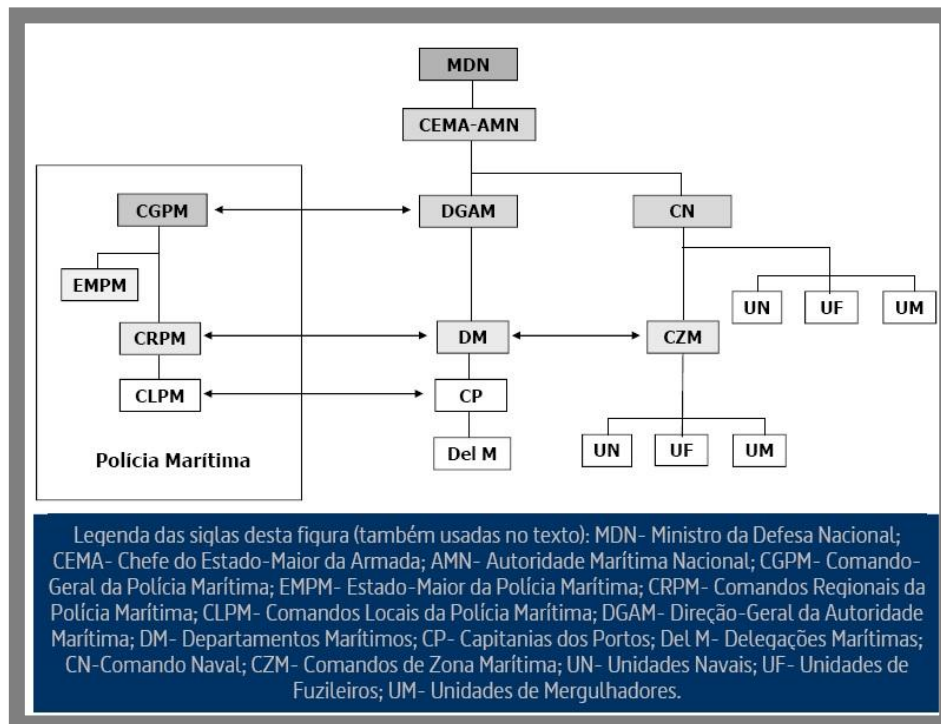 MDN
CEMA-AMN
CGPM
DGAM
CN
EMPM
UN
UF
UM
CRPM
DM
CZM
CLPM
CP
Polícia Marítima
Del M
UN
UF
UM
Legenda das siglas desta figura (também usadas no texto): MDN- Ministro da Defesa Nacional;
CEMA- Chefe do Estado-Maior da Armada; AMN- Autoridade Marítima Nacional; CGPM- Comando-
Geral da Polícia Marítima; EMPM- Estado-Maior da Polícia Marítima; CRPM- Comandos Regionais da
Polícia Marítima; CLPM- Comandos Locais da Polícia Marítima; DGAM- Direção-Geral da Autoridade
Marítima; DM- Departamentos Marítimos; CP- Capitanias dos Portos; Del M- Delegações Marítimas;
CN-Comando Naval; CZM- Comandos de Zona Marítima; UN- Unidades Navais; UF- Unidades de
Fuzileiros; UM- Unidades de Mergulhadores.